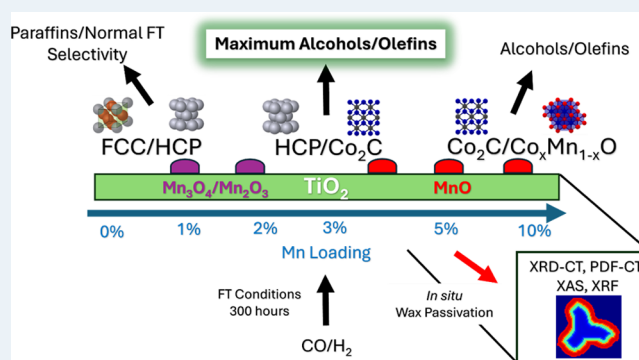 Paraffins/Normal FT
Selectivity
Maximum Alcohols/Olefins
Alcohols/Olefins
FCC/HCP
HCP/Co₂C
Co₂C/CoₓMn₁₋ₓO
Mn₃O₄/Mn₂O₃
TiO₂
MnO
0%
1%
2%
3%
5%
10%
Mn Loading
FT Conditions
300 hours
CO/H₂
In situ
Wax Passivation
XRD-CT, PDF-CT
XAS, XRF